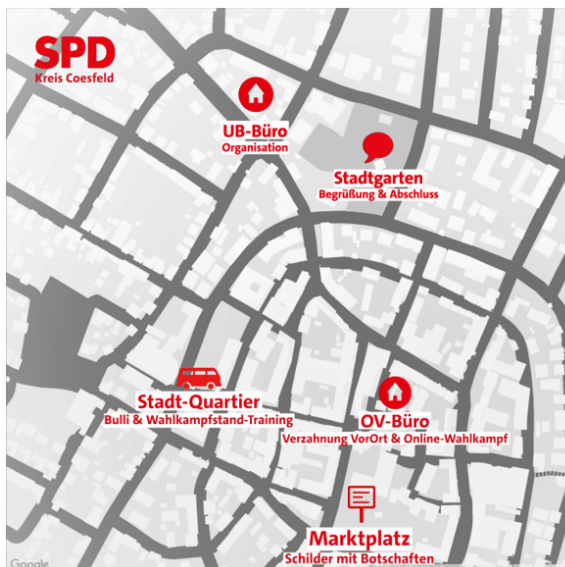 SPD
Kreis Coesfeld
UB-Büro
Organisation
Stadtgarten
Begrüßung & Abschluss
Stadt-Quartier
Bulli & Wahlkampfstand-Training
OV-Büro
Verzahnung VorOrt & Online-Wahlkampf
Marktplatz
Schilder mit Botschaften
Google